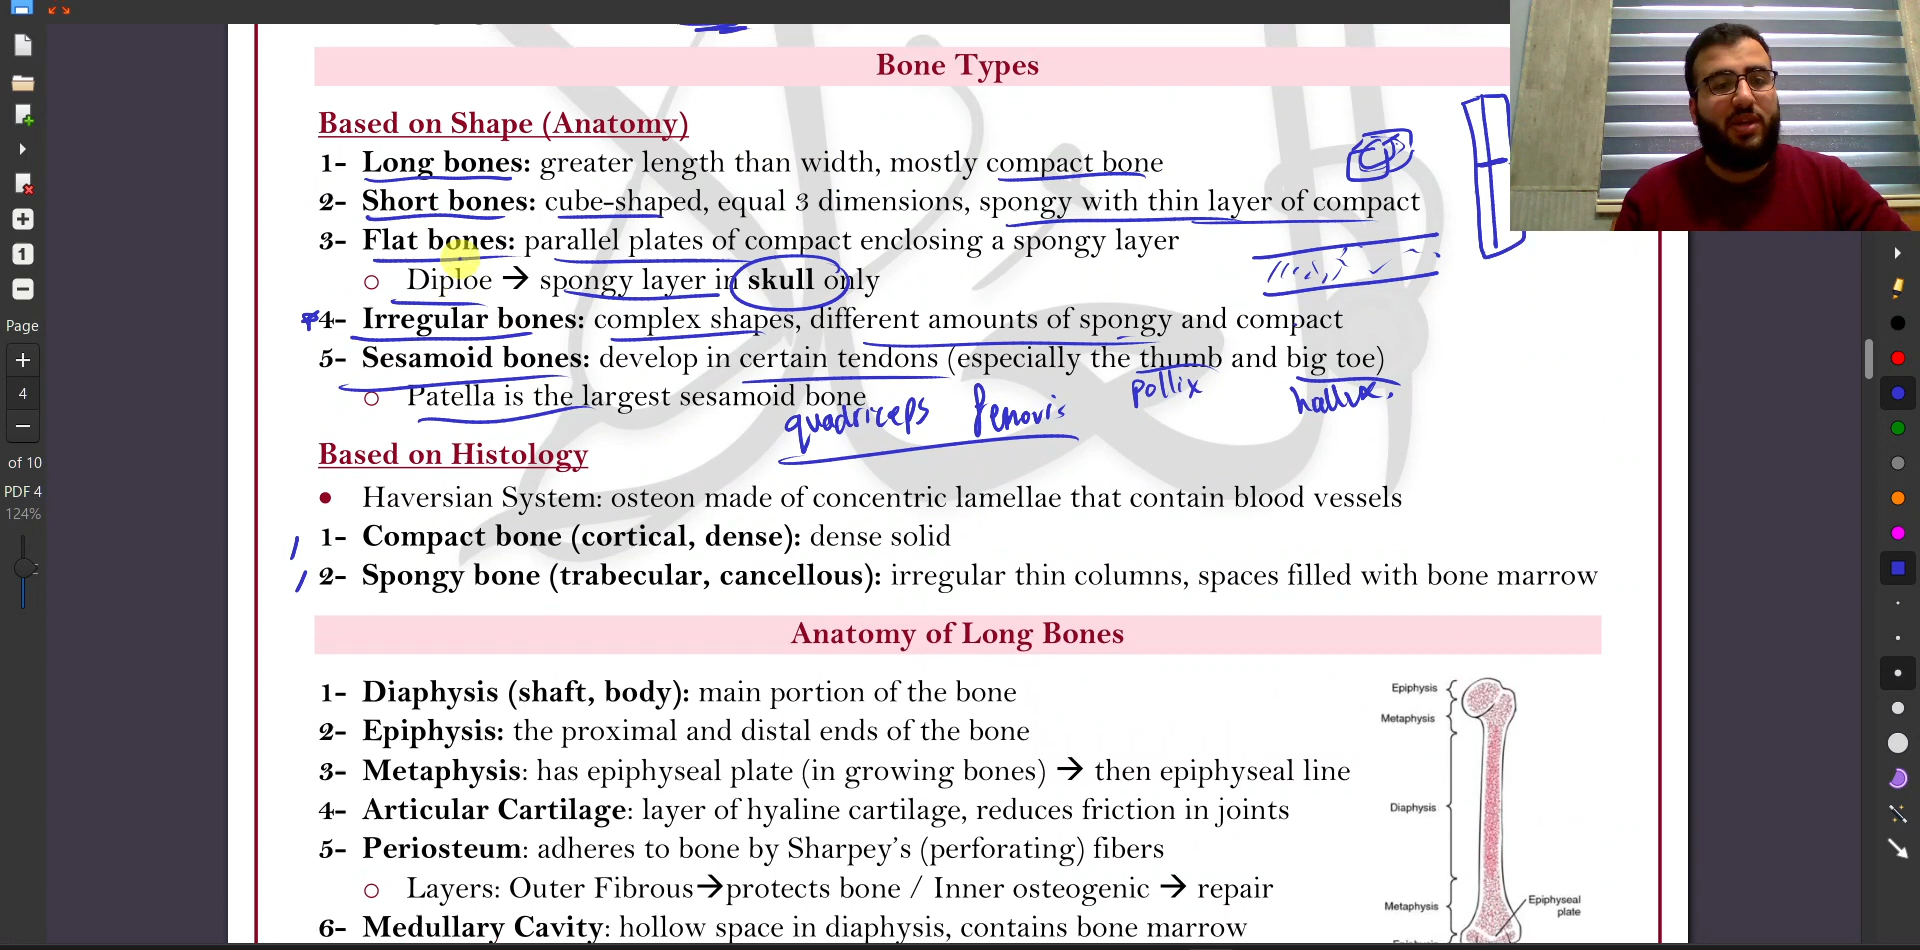 Bone Types
Based on Shape (Anatomy)
1- Long bones: greater length than width, mostly compact bone
2- Short bones: cube-shaped, equal 3 dimensions, spongy with thin layer of compact
3- Flat bones: parallel plates of compact enclosing a spongy layer
o Diploe → spongy layer in skull only
4- Irregular bones: complex shapes, different amounts of spongy and compact
5- Sesamoid bones: develop in certain tendons (especially the thumb and big toe)
pollix hallux.
o Patella is the largest sesamoid bone
quadriceps femoris
Based on Histology
• Haversian System: osteon made of concentric lamellae that contain blood vessels
1- Compact bone (cortical, dense): dense solid
2- Spongy bone (trabecular, cancellous): irregular thin columns, spaces filled with bone marrow
Anatomy of Long Bones
1- Diaphysis (shaft, body): main portion of the bone
2- Epiphysis: the proximal and distal ends of the bone
3- Metaphysis: has epiphyseal plate (in growing bones) → then epiphyseal line
4- Articular Cartilage: layer of hyaline cartilage, reduces friction in joints
5- Periosteum: adheres to bone by Sharpey's (perforating) fibers
o Layers: Outer Fibrous→protects bone / Inner osteogenic → repair
6- Medullary Cavity: hollow space in diaphysis, contains bone marrow
Epiphysis
Metaphysis
Diaphysis
Metaphysis
Epiphyseal
plate
1
Page
4
of 10
PDF 4
124%